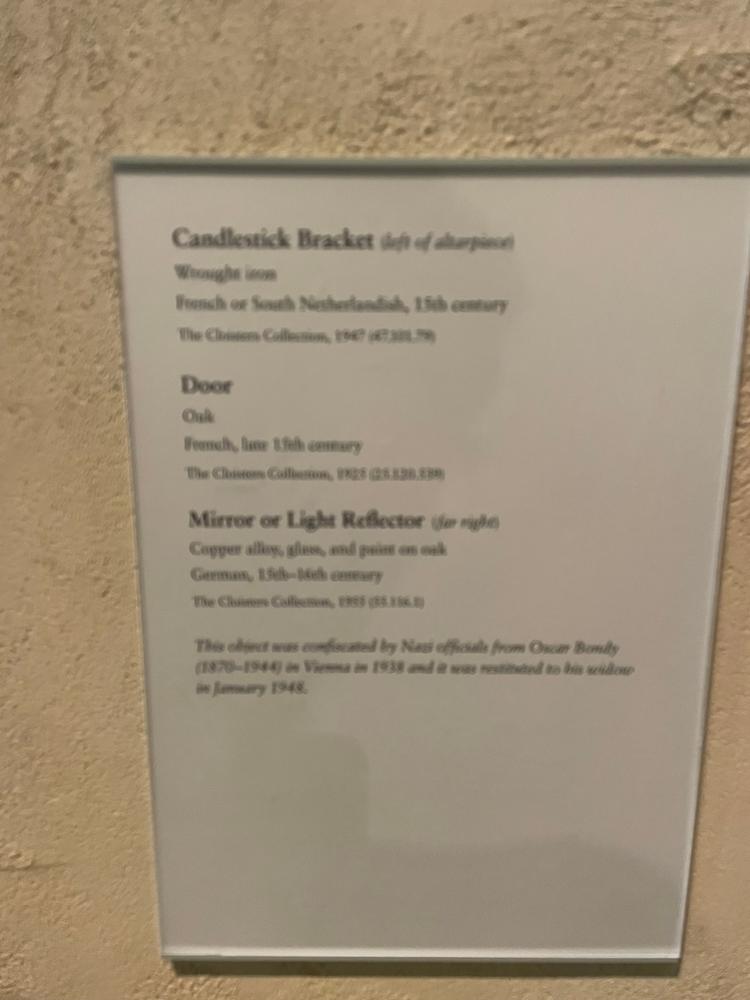 Candlestick Bracket (left of altarpiece)
Wrought iron
French or South Netherlandish, 15th century
The Cloisters Collection, 1947 (47.101.79)
Door
Oak
French, late 15th century
The Cloisters Collection, 1925
Mirror or Light Reflector (far right)
Copper alloy, glass, and paint on oak
German, 15th–16th century
The Cloisters Collection, 1955
This object was confiscated by Nazi officials from Oscar Bondy
(1870–1944) in Vienna in 1938 and it was restituted to his widow
in January 1948.